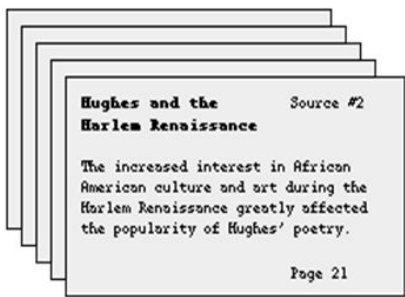 Hughes and the Source #2
Harlem Renaissance
The increased interest in African
American culture and art during the
Harlem Renaissance greatly affected
the popularity of Hughes' poetry.
Page 21